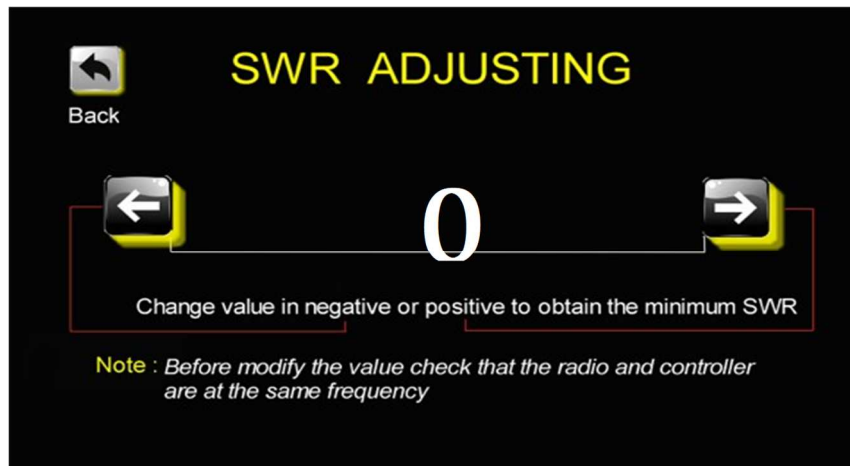 SWR ADJUSTING
Back
0
Change value in negative or positive to obtain the minimum SWR
Note : Before modify the value check that the radio and controller
are at the same frequency